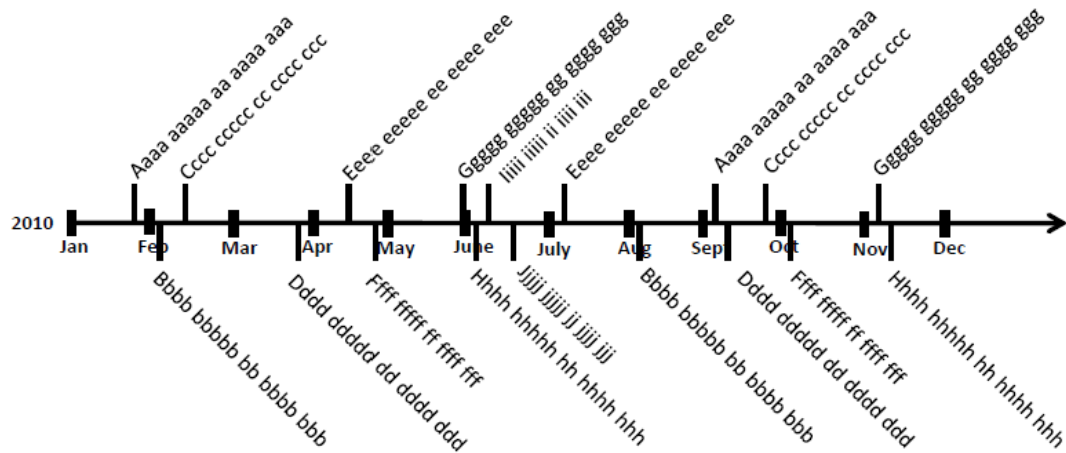 Aaaa aaaaa aa aaaa aaa
Cccc ccccc cc cccc ccc
Eeee eeeee ee eeee eee
Ggggg ggggg gg gggg ggg
Iiiii iiiii ii iiii iii
Eeee eeeee ee eeee eee
Aaaa aaaaa aa aaaa aaa
Cccc ccccc cc cccc ccc
Ggggg ggggg gg gggg ggg
2010
Jan Feb Mar Apr May June July Aug Sept Oct Nov Dec
Bbbb bbbbb bb bbbb bbb
Dddd ddddd dd dddd ddd
Ffff fffff ff ffff fff
Hhhh hhhhh hh hhhh hhh
Jjjjj jjjjj jj jjjj jjj
Bbbb bbbbb bb bbbb bbb
Dddd ddddd dd dddd ddd
Ffff fffff ff ffff fff
Hhhh hhhhh hh hhhh hhh